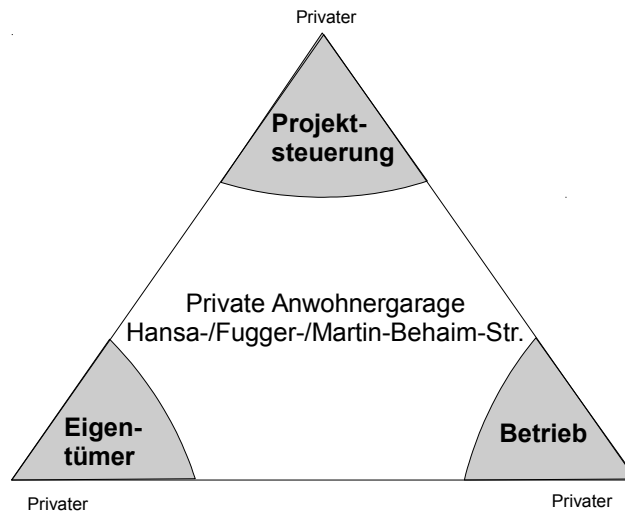 Privater
Projekt-
steuerung
Private Anwohnergarage
Hansa-/Fugger-/Martin-Behaim-Str.
Eigen-
tümer
Betrieb
Privater
Privater